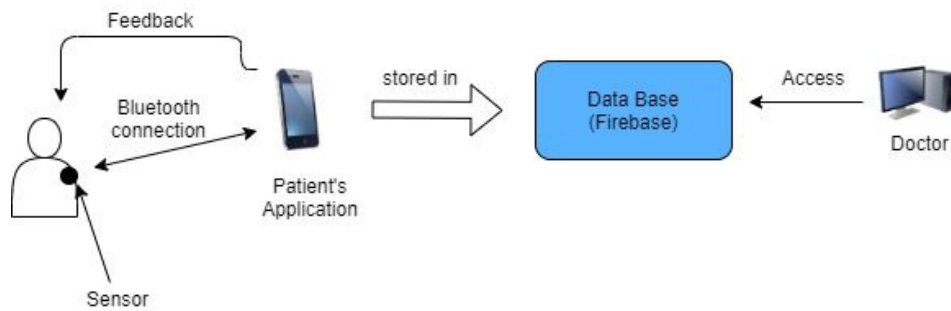 Feedback
Bluetooth
connection
Sensor
Patient's
Application
stored in
Data Base
(Firebase)
Access
Doctor